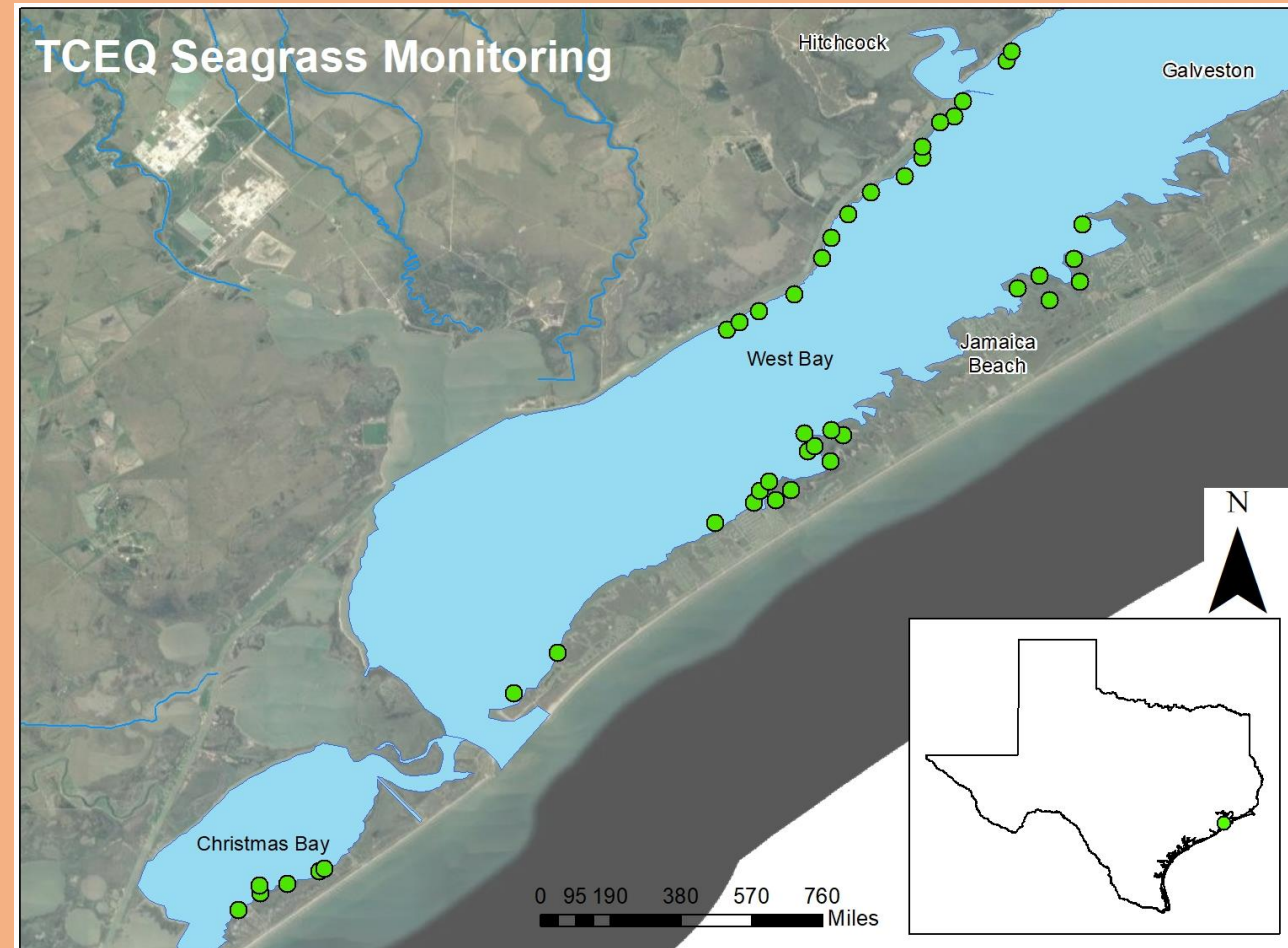 TCEQ Seagrass Monitoring
Hitchcock
Galveston
West Bay
Jamaica
Beach
N
Christmas Bay
0 95 190 380 570 760
Miles